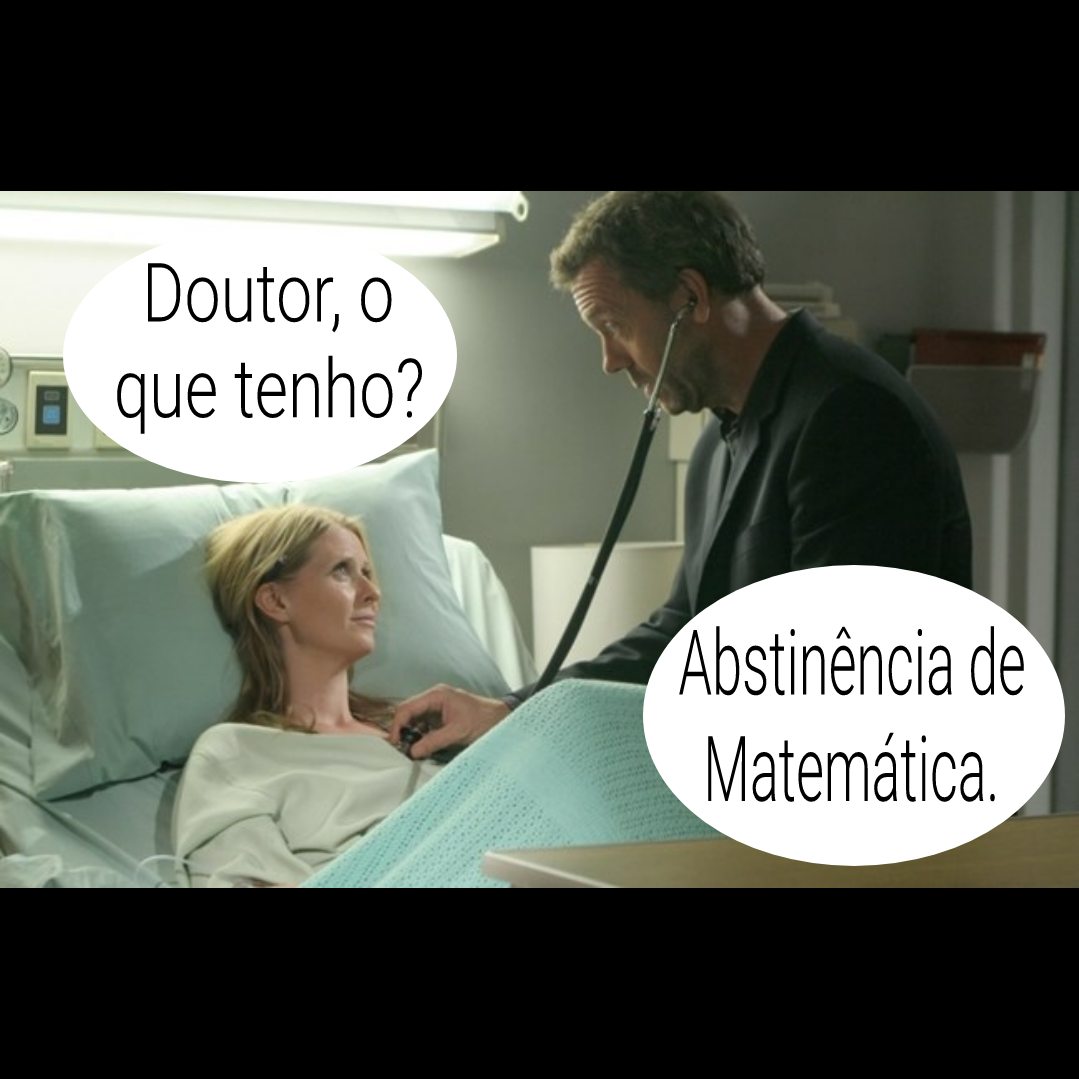 Doutor, o
que tenho?
Abstinência de
Matemática.